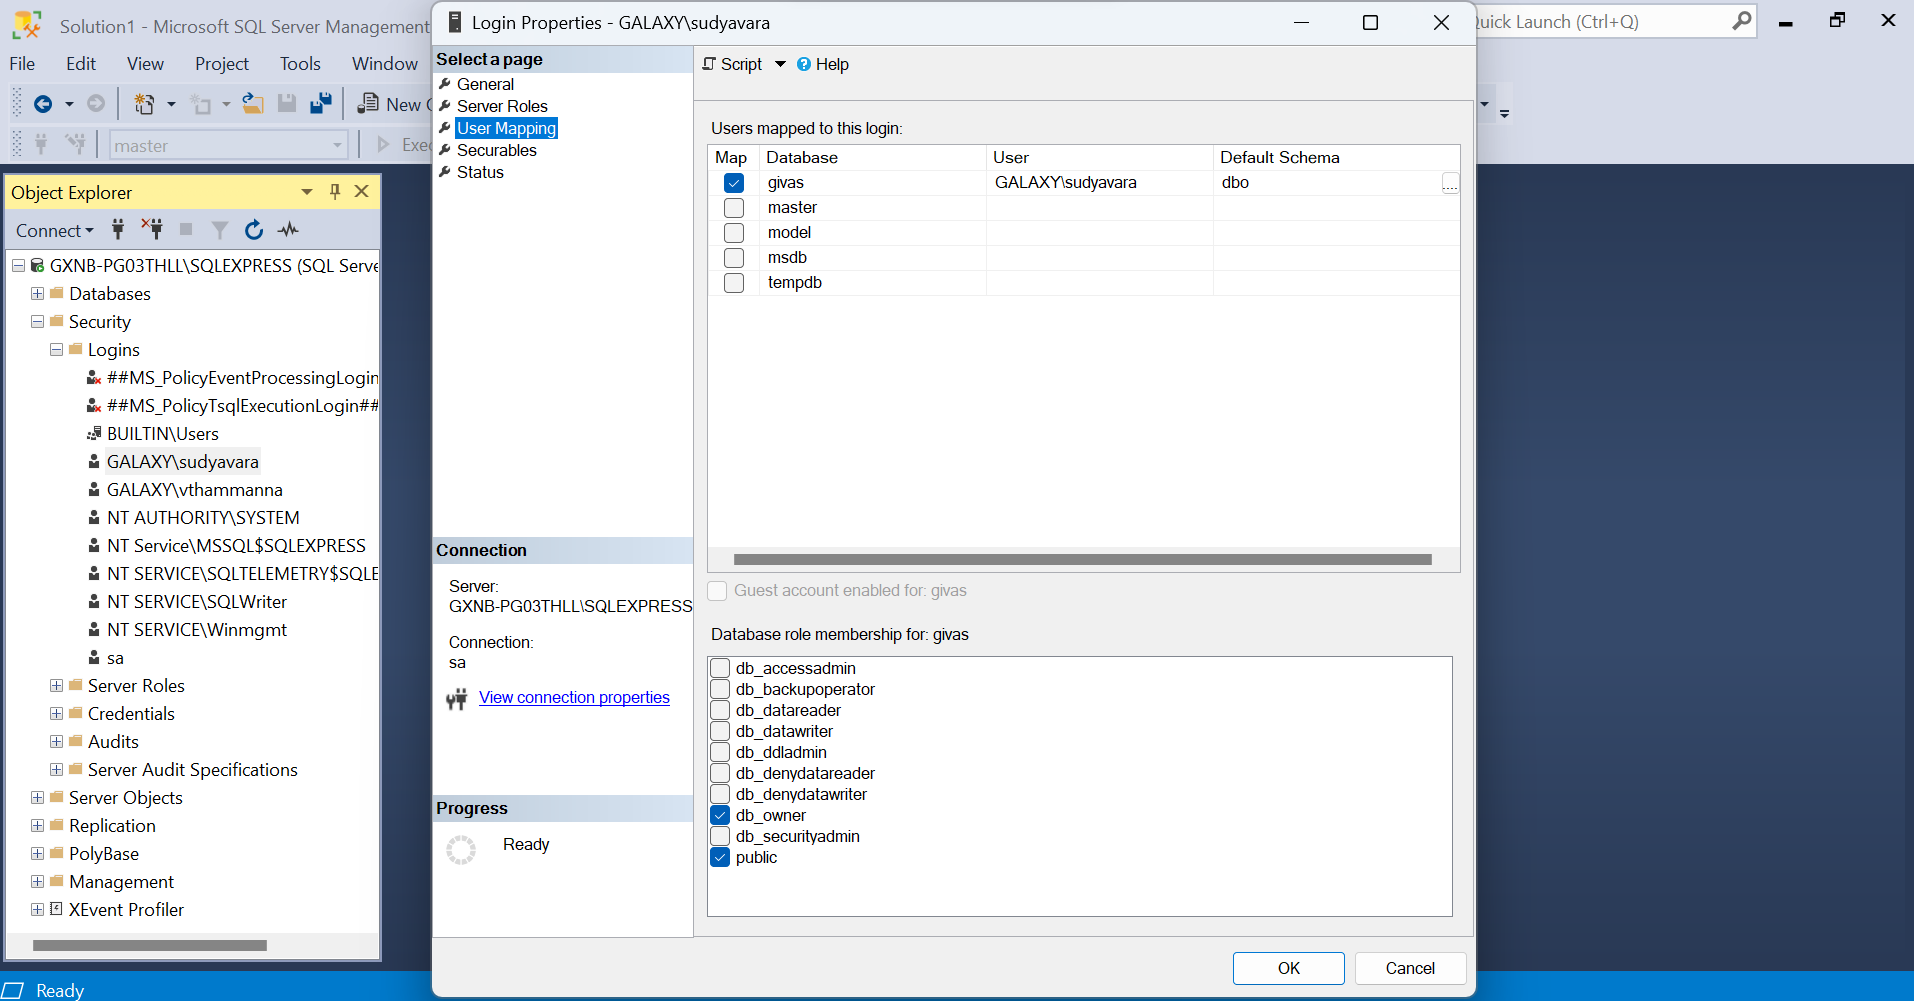 Solution1 - Microsoft SQL Server Management
Quick Launch (Ctrl+Q)
File Edit View Project Tools Window
New
master
Exec
Object Explorer
Connect
GXNB-PG03THLL\SQLEXPRESS (SQL Serve
Databases
Security
Logins
##MS_PolicyEventProcessingLogin
##MS_PolicyTsqlExecutionLogin##
BUILTIN\Users
GALAXY\sudyavara
GALAXY\vthammanna
NT AUTHORITY\SYSTEM
NT Service\MSSQL$SQLEXPRESS
NT SERVICE\SQLTELEMETRY$SQLE
NT SERVICE\SQLWriter
NT SERVICE\Winmgmt
sa
Server Roles
Credentials
Audits
Server Audit Specifications
Server Objects
Replication
PolyBase
Management
XEvent Profiler
Ready
Login Properties - GALAXY\sudyavara
Select a page
General
Server Roles
User Mapping
Securables
Status
Connection
Server:
GXNB-PG03THLL\SQLEXPRESS
Connection:
sa
View connection properties
Progress
Ready
Script Help
Users mapped to this login:
Map Database User Default Schema
givas GALAXY\sudyavara dbo ....
master
model
msdb
tempdb
Guest account enabled for: givas
Database role membership for: givas
db_accessadmin
db_backupoperator
db_datareader
db_datawriter
db_ddladmin
db_denydatareader
db_denydatawriter
db_owner
db_securityadmin
public
OK Cancel